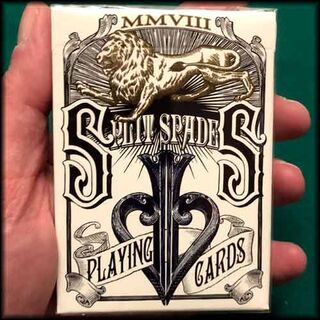 MMVIII
SPLIT SPADES
PLAYING CARDS